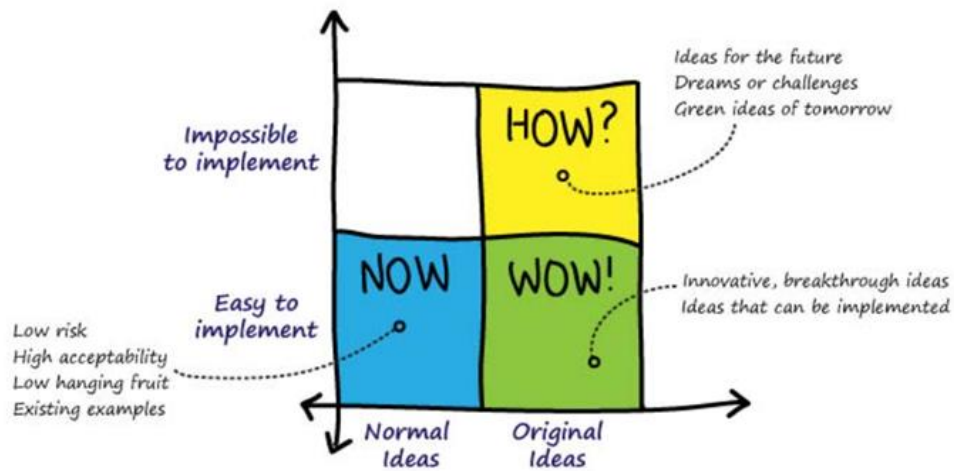 Ideas for the future
Dreams or challenges
Green ideas of tomorrow
Impossible
to implement
HOW?
NOW
WOW!
Innovative, breakthrough ideas
Ideas that can be implemented
Easy to
implement
Low risk
High acceptability
Low hanging fruit
Existing examples
Normal
Ideas
Original
Ideas